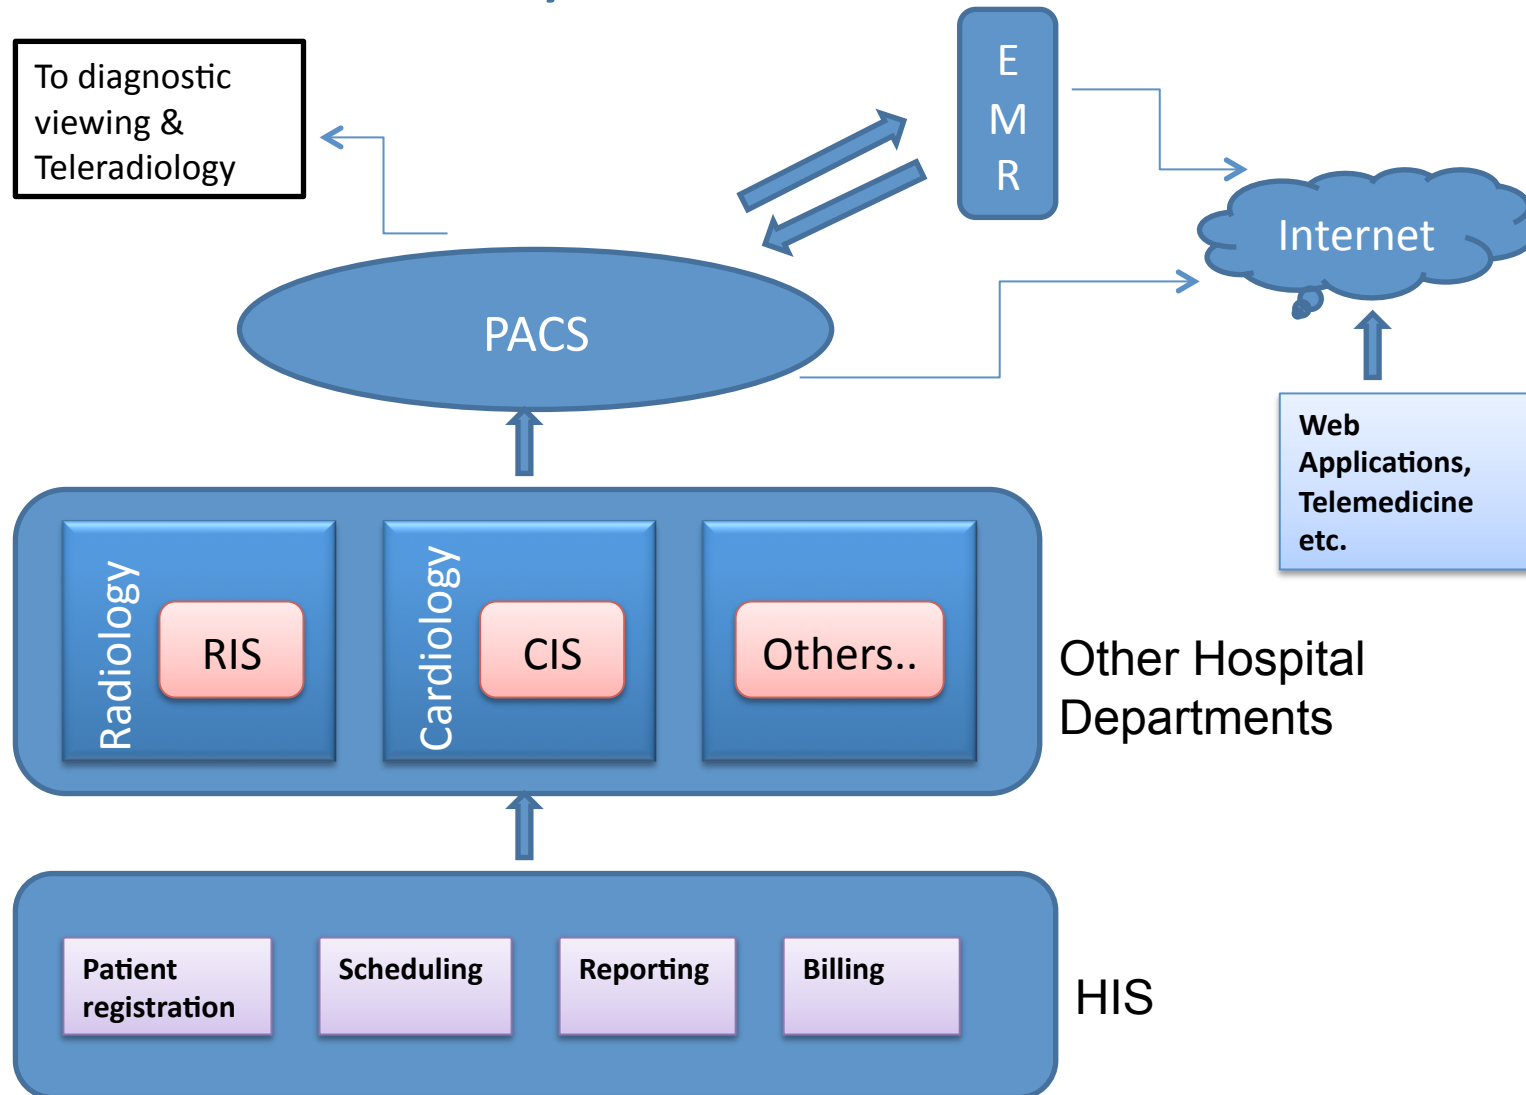 To diagnostic
viewing &
Teleradiology
E
M
R
Internet
PACS
Web
Applications,
Telemedicine
etc.
Radiology
RIS
Cardiology
CIS
Others..
Other Hospital
Departments
Patient
registration
Scheduling
Reporting
Billing
HIS